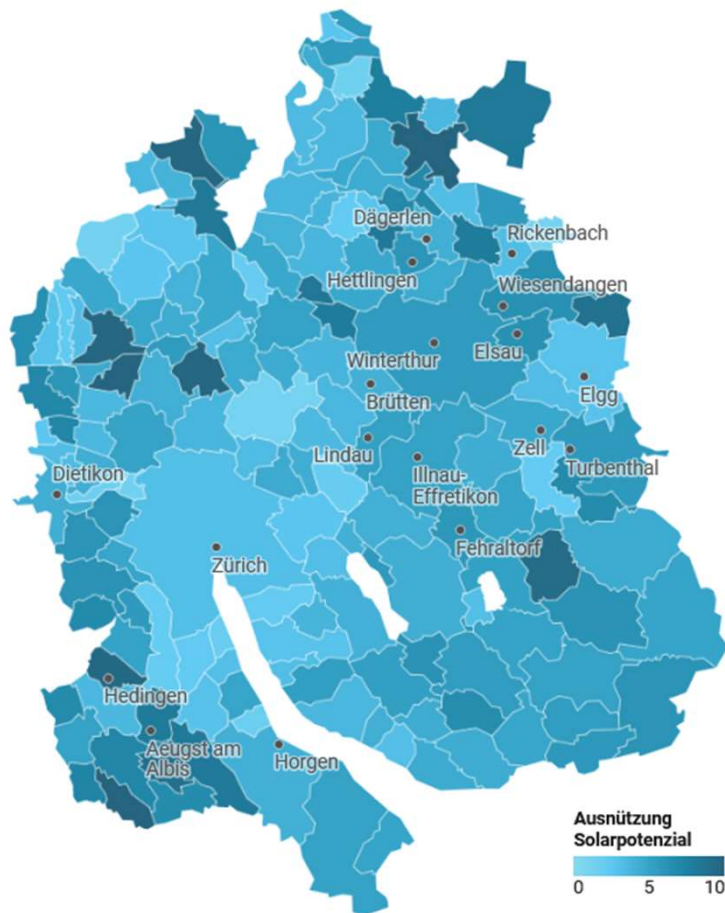 Dägerlen
Rickenbach
Hettlingen
Wiesendangen
Winterthur
Elsau
Brütten
Elgg
Lindau
Zell
Illnau-
Effretikon
Turbenthal
Dietikon
Fehraltorf
Zürich
Hedingen
Aeugst am
Albis
Horgen
Ausnützung
Solarpotenzial
0 5 10